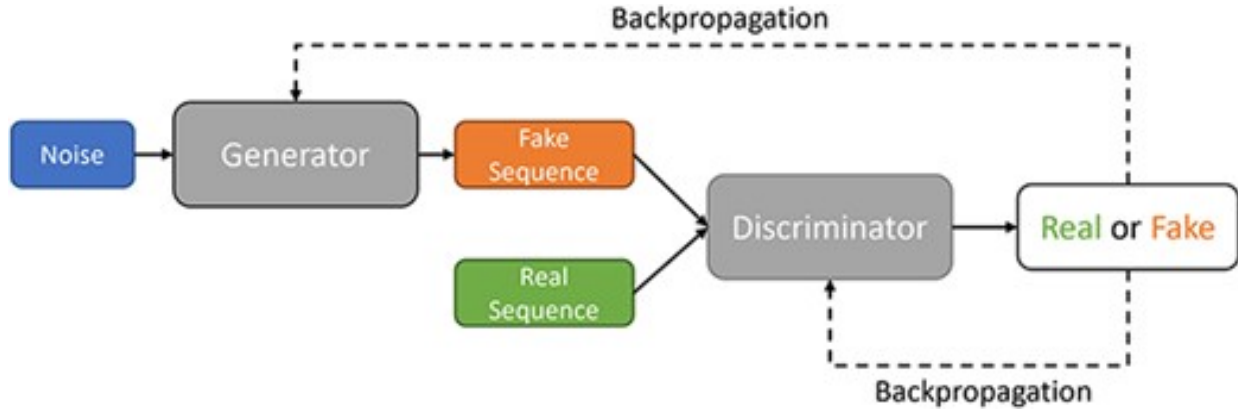 Backpropagation
Noise
Generator
Fake
Sequence
Real
Sequence
Discriminator
Real or Fake
Backpropagation